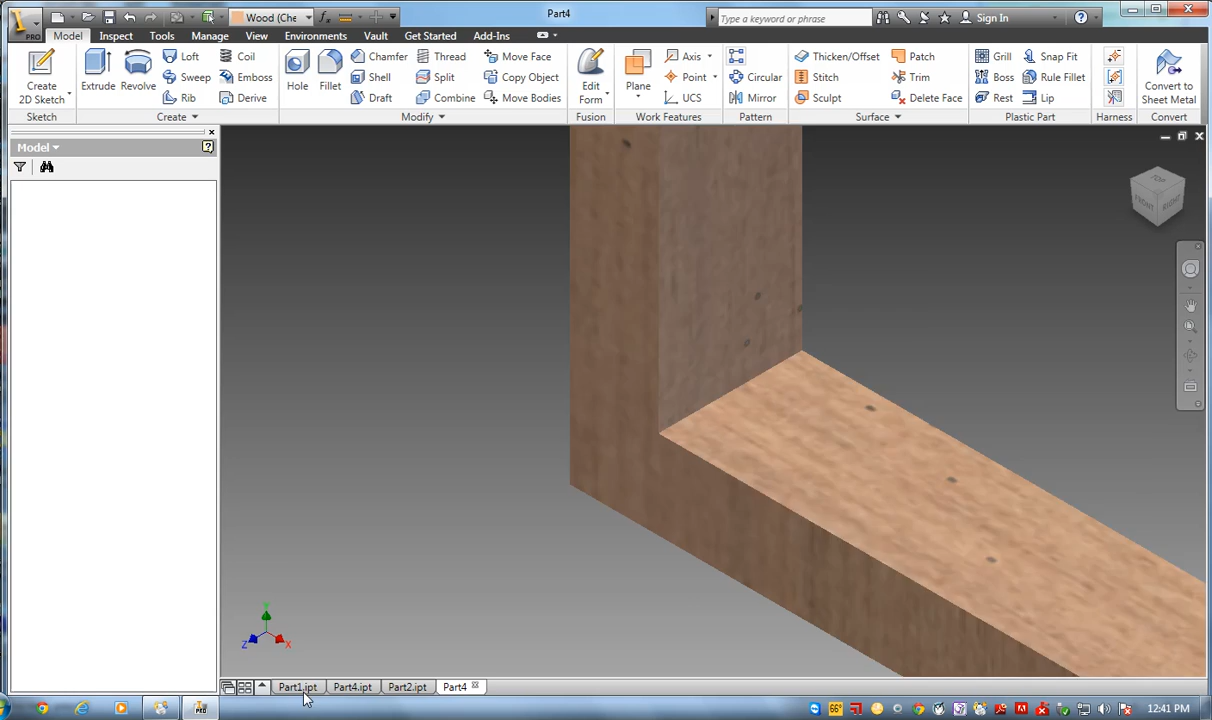 Wood (Che
Part4
Type a keyword or phrase
Sign In
PRO
Model
Inspect
Tools
Manage
View
Environments
Vault
Get Started
Add-Ins
Create
2D Sketch
Extrude
Revolve
Loft
Sweep
Rib
Coil
Emboss
Derive
Hole
Fillet
Chamfer
Shell
Draft
Thread
Split
Combine
Move Face
Copy Object
Move Bodies
Edit
Form
Plane
Axis
Point
UCS
Circular
Mirror
Thicken/Offset
Stitch
Sculpt
Patch
Trim
Delete Face
Grill
Boss
Rest
Snap Fit
Rule Fillet
Lip
Convert to
Sheet Metal
Sketch
Create
Modify
Fusion
Work Features
Pattern
Surface
Plastic Part
Harness
Convert
Model
TOP
FRONT
RIGHT
Z
X
Part1.ipt
Part4.ipt
Part2.ipt
Part4
PRO
66°
12:41 PM